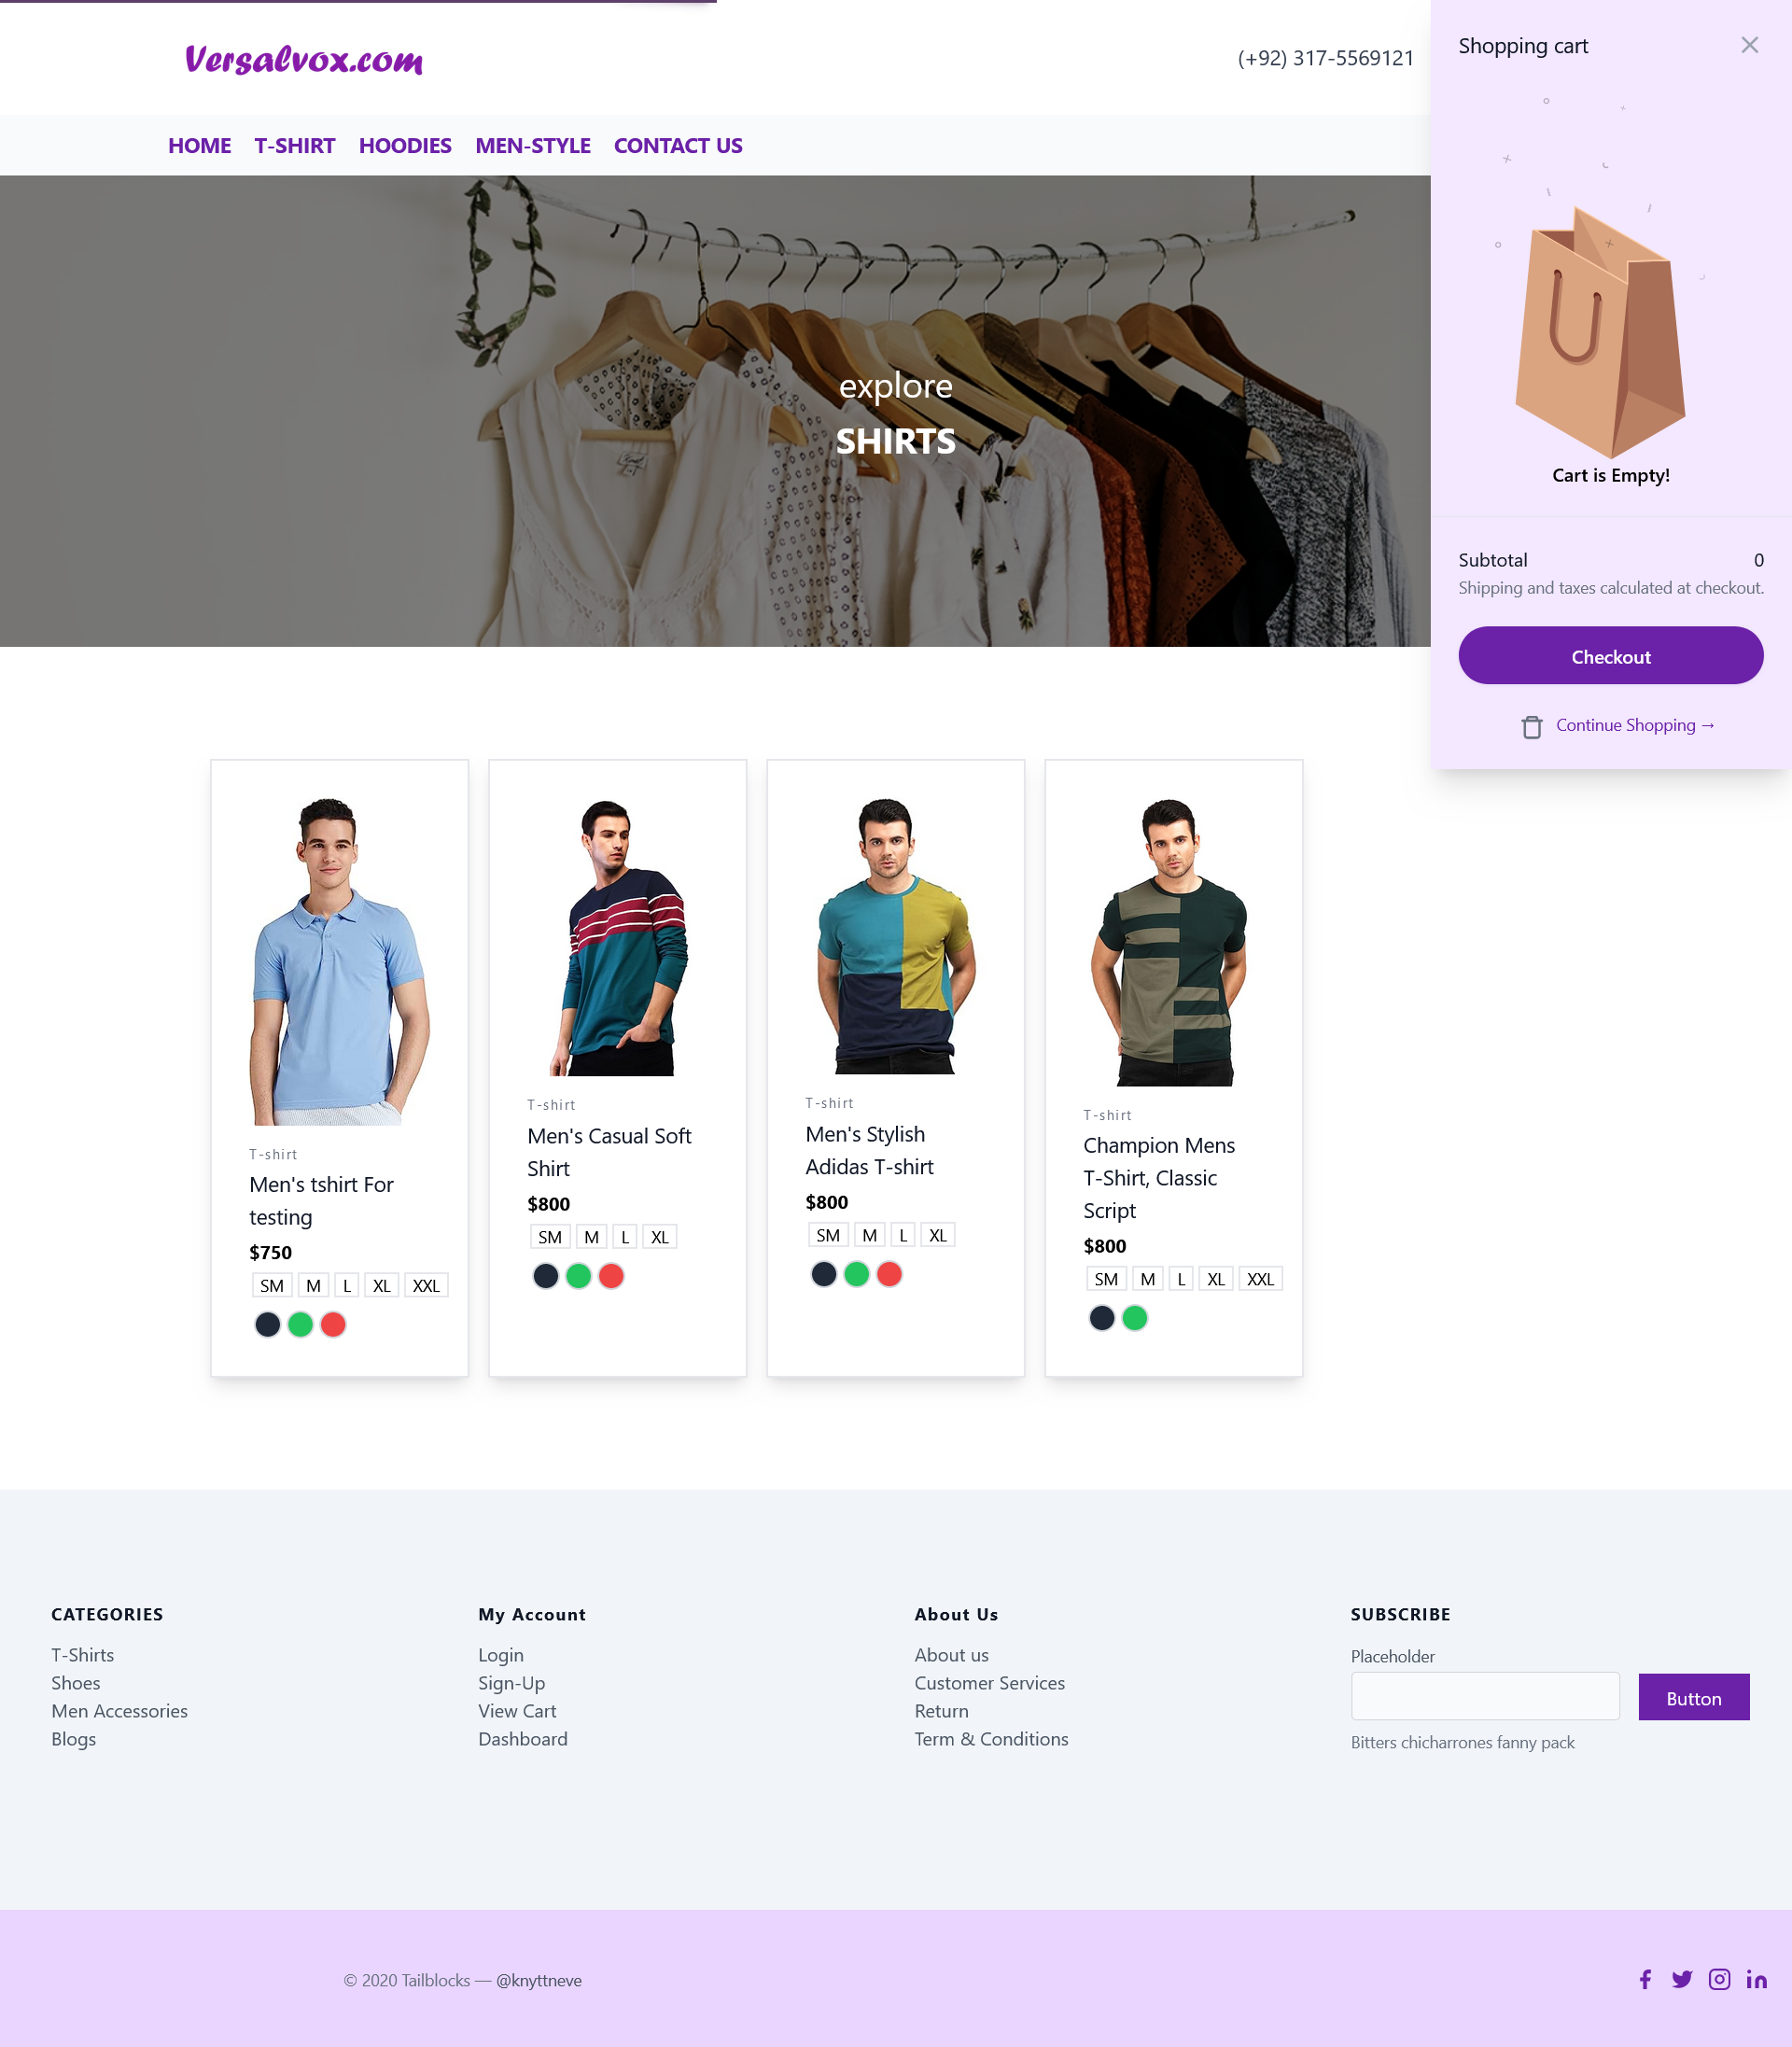 Versalvox.com
(+92) 317-5569121
HOME T-SHIRT HOODIES MEN-STYLE CONTACT US
explore
SHIRTS
Shopping cart
Cart is Empty!
Subtotal 0
Shipping and taxes calculated at checkout.
Checkout
Continue Shopping →
T-shirt
Men's tshirt For
testing
$750
SM M L XL XXL
T-shirt
Men's Casual Soft
Shirt
$800
SM M L XL
T-shirt
Men's Stylish
Adidas T-shirt
$800
SM M L XL
T-shirt
Champion Mens
T-Shirt, Classic
Script
$800
SM M L XL XXL
CATEGORIES
T-Shirts
Shoes
Men Accessories
Blogs
My Account
Login
Sign-Up
View Cart
Dashboard
About Us
About us
Customer Services
Return
Term & Conditions
SUBSCRIBE
Placeholder
Button
Bitters chicharrones fanny pack
© 2020 Tailblocks — @knyttneve